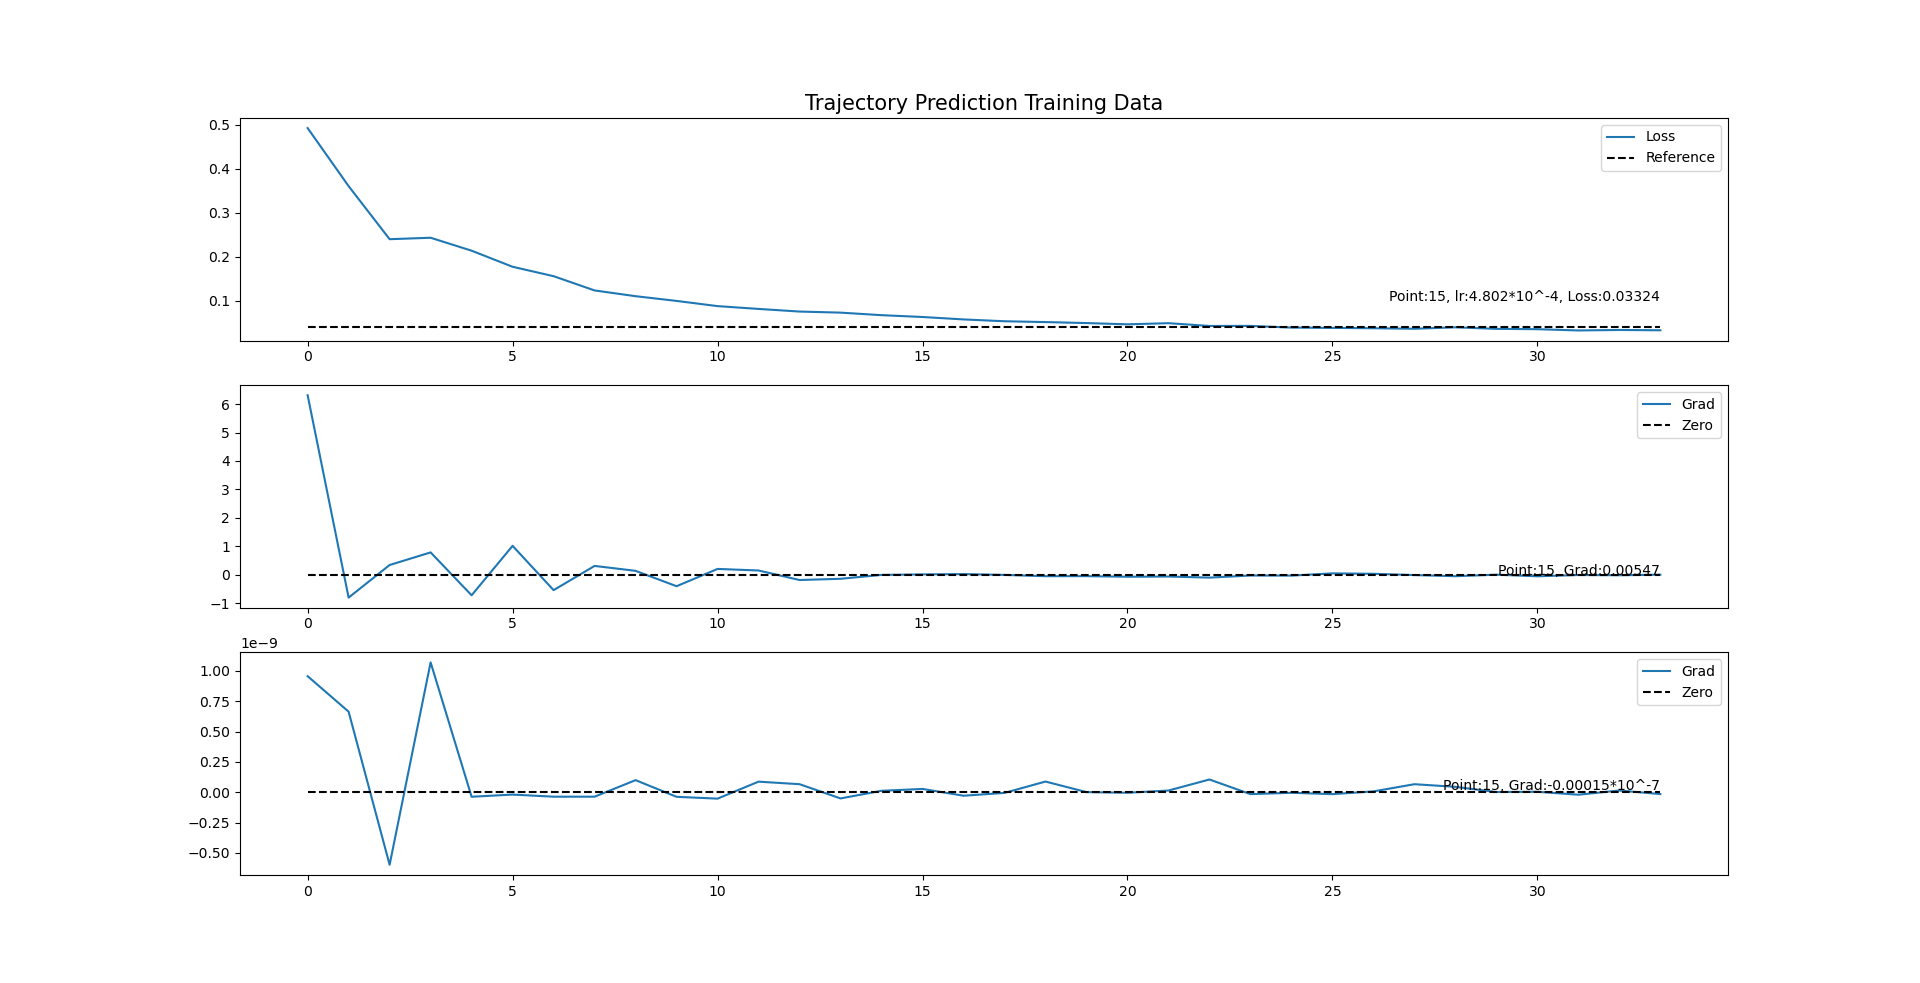 Trajectory Prediction Training Data
0.5
0.4
0.3
0.2
0.1
Loss
Reference
Point:15, lr:4.802*10^-4, Loss:0.03324
0 5 10 15 20 25 30
6
5
4
3
2
1
0
−1
Grad
Zero
Point:15, Grad:0.00547
0 5 10 15 20 25 30
1e−9
1.00
0.75
0.50
0.25
0.00
−0.25
−0.50
Grad
Zero
Point:15, Grad:-0.00015*10^-7
0 5 10 15 20 25 30